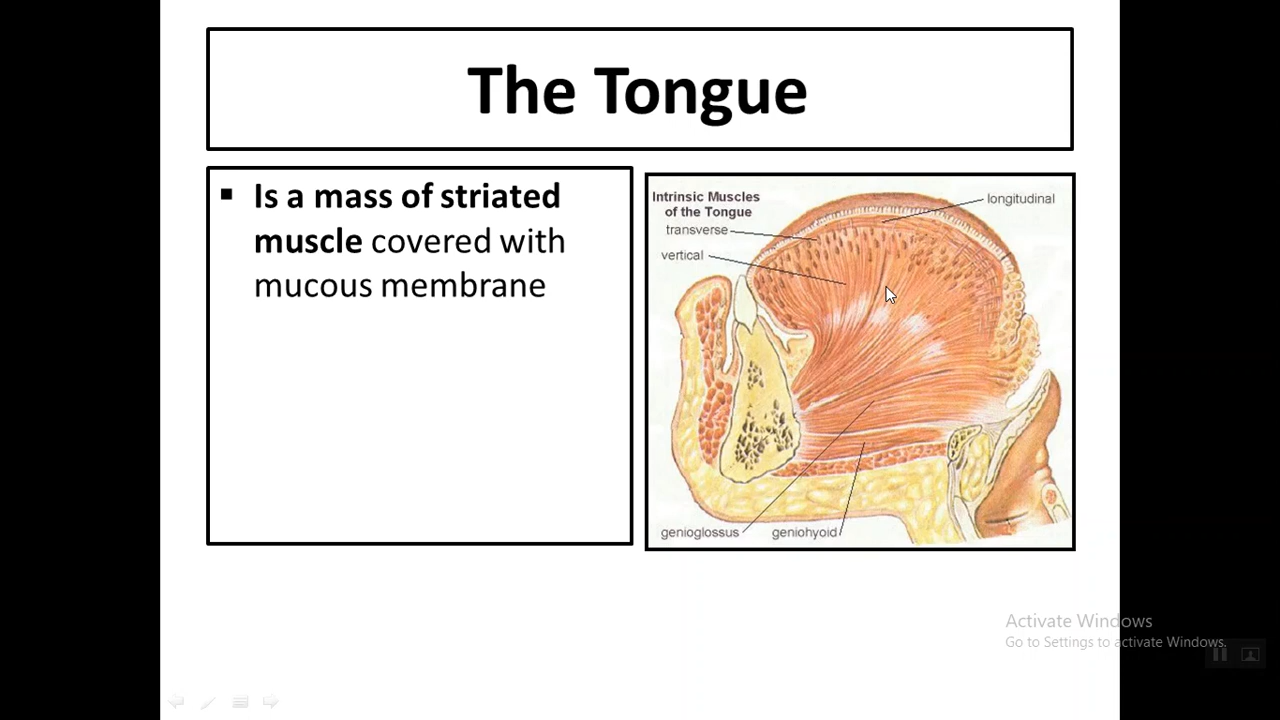 The Tongue
▪ Is a mass of striated
muscle covered with
mucous membrane
Intrinsic Muscles
of the Tongue
longitudinal
transverse
vertical
genioglossus
geniohyoid
Activate Windows
Go to Settings to activate Windows.